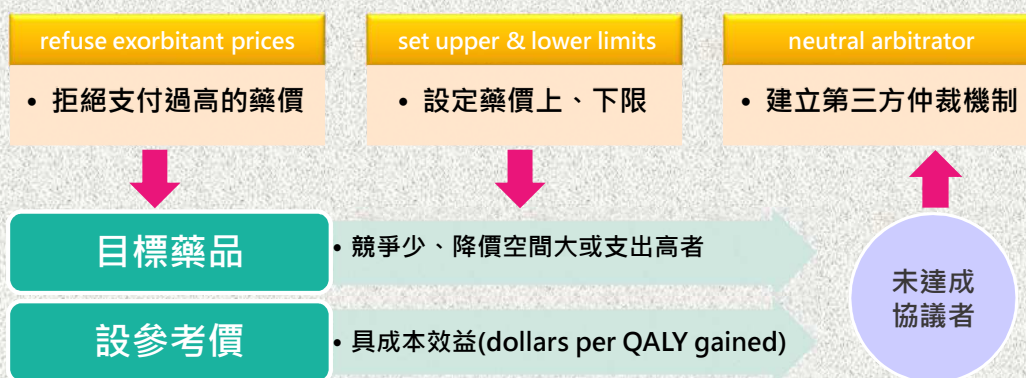 refuse exorbitant prices
• 拒絕支付過高的藥價
set upper & lower limits
• 設定藥價上、下限
neutral arbitrator
• 建立第三方仲裁機制
目標藥品
• 競爭少、降價空間大或支出高者
設參考價
• 具成本效益(dollars per QALY gained)
未達成
協議者